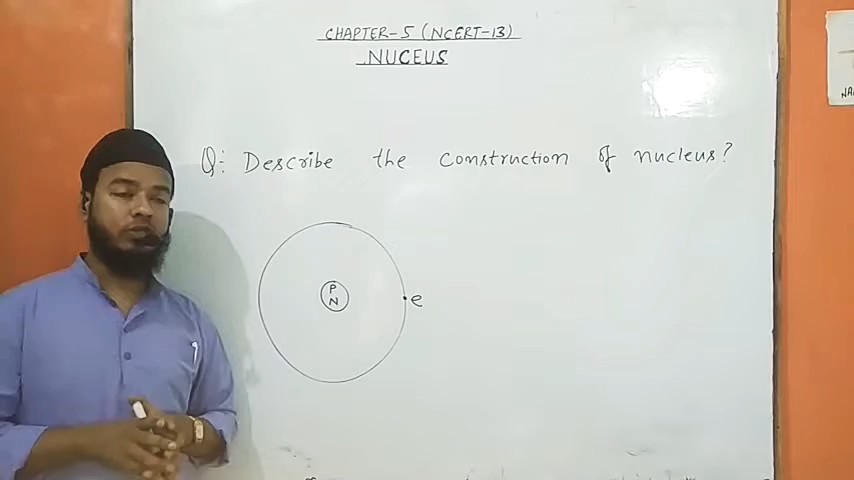 CHAPTER-5 (NCERT-13)
NUCEUS
Q: Describe the construction of nucleus?
P
N
e